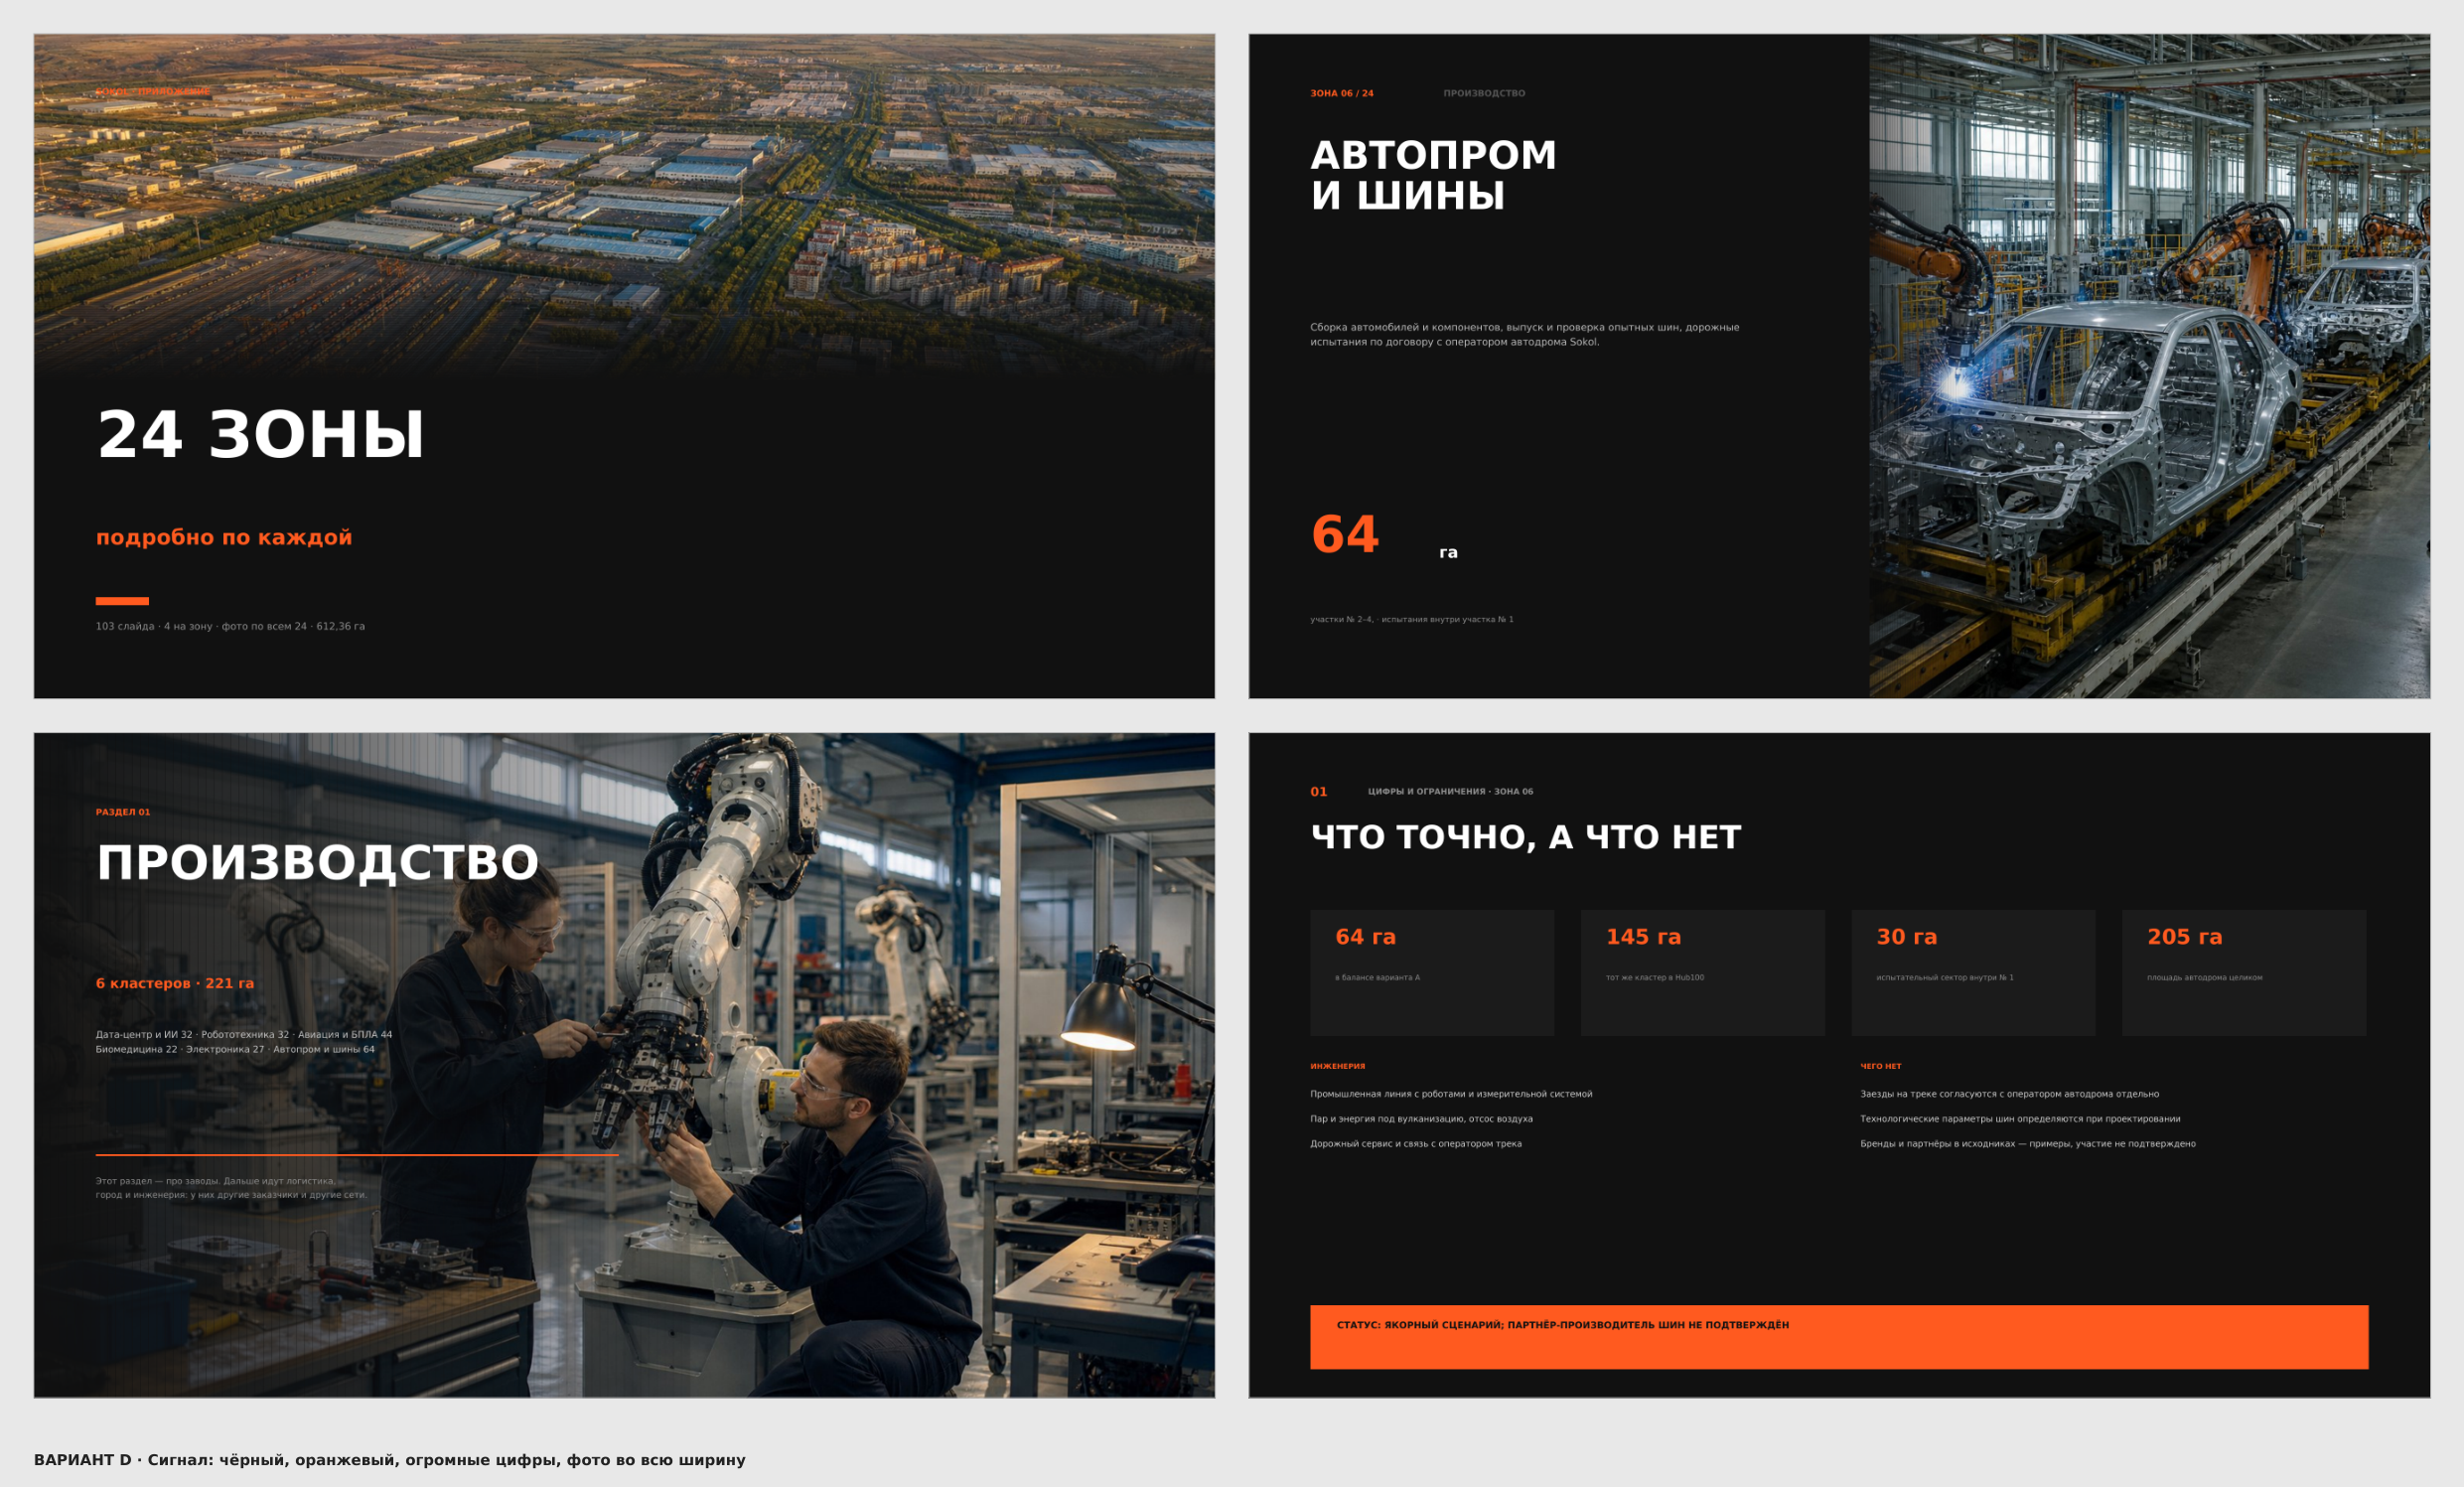 SOKOL · ПРИЛОЖЕНИЕ
24 ЗОНЫ
подробно по каждой
103 слайда · 4 на зону · фото по всем 24 · 612,36 га
ЗОНА 06 / 24 ПРОИЗВОДСТВО
АВТОПРОМ
И ШИНЫ
Сборка автомобилей и компонентов, выпуск и проверка опытных шин, дорожные
испытания по договору с оператором автодрома Sokol.
64 га
участки № 2–4, · испытания внутри участка № 1
РАЗДЕЛ 01
ПРОИЗВОДСТВО
6 кластеров · 221 га
Дата-центр и ИИ 32 · Робототехника 32 · Авиация и БПЛА 44
Биомедицина 22 · Электроника 27 · Автопром и шины 64
Этот раздел — про заводы. Дальше идут логистика,
город и инженерия: у них другие заказчики и другие сети.
01 ЦИФРЫ И ОГРАНИЧЕНИЯ · ЗОНА 06
ЧТО ТОЧНО, А ЧТО НЕТ
64 га
в балансе варианта А
145 га
тот же кластер в Hub100
30 га
испытательный сектор внутри № 1
205 га
площадь автодрома целиком
ИНЖЕНЕРИЯ
Промышленная линия с роботами и измерительной системой
Пар и энергия под вулканизацию, отсос воздуха
Дорожный сервис и связь с оператором трека
ЧЕГО НЕТ
Заезды на треке согласуются с оператором автодрома отдельно
Технологические параметры шин определяются при проектировании
Бренды и партнёры в исходниках — примеры, участие не подтверждено
СТАТУС: ЯКОРНЫЙ СЦЕНАРИЙ; ПАРТНЁР-ПРОИЗВОДИТЕЛЬ ШИН НЕ ПОДТВЕРЖДЁН
ВАРИАНТ D · Сигнал: чёрный, оранжевый, огромные цифры, фото во всю ширину